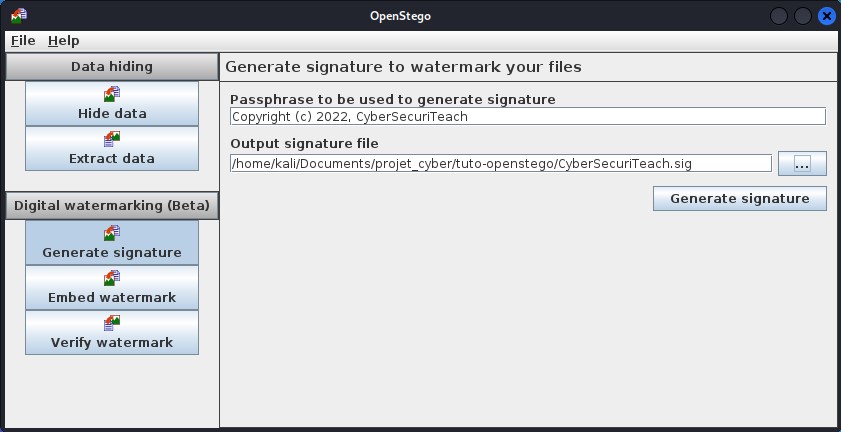 OpenStego
File Help
Data hiding
Hide data
Extract data
Digital watermarking (Beta)
Generate signature
Embed watermark
Verify watermark
Generate signature to watermark your files
Passphrase to be used to generate signature
Copyright (c) 2022, CyberSecuriTeach
Output signature file
/home/kali/Documents/projet_cyber/tuto-openstego/CyberSecuriTeach.sig
...
Generate signature